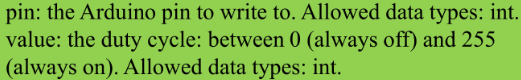 pin: the Arduino pin to write to. Allowed data types: int.
value: the duty cycle: between 0 (always off) and 255
(always on). Allowed data types: int.